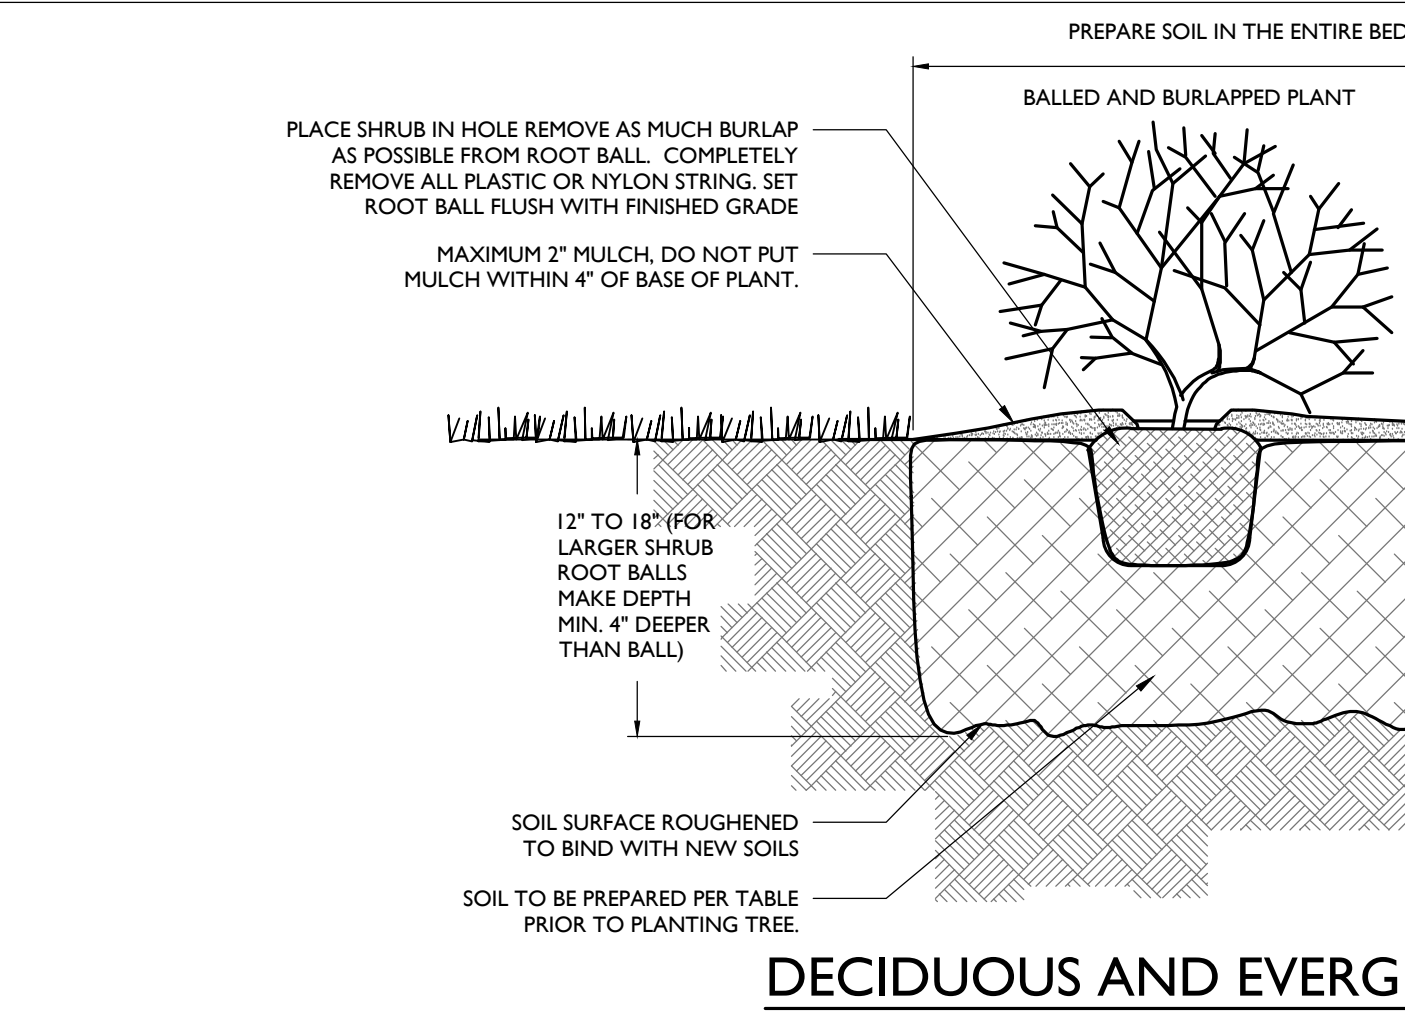 PREPARE SOIL IN THE ENTIRE BED
BALLED AND BURLAPPED PLANT
PLACE SHRUB IN HOLE REMOVE AS MUCH BURLAP
AS POSSIBLE FROM ROOT BALL. COMPLETELY
REMOVE ALL PLASTIC OR NYLON STRING. SET
ROOT BALL FLUSH WITH FINISHED GRADE
MAXIMUM 2" MULCH, DO NOT PUT
MULCH WITHIN 4" OF BASE OF PLANT.
12" TO 18" (FOR
LARGER SHRUB
ROOT BALLS
MAKE DEPTH
MIN. 4" DEEPER
THAN BALL)
SOIL SURFACE ROUGHENED
TO BIND WITH NEW SOILS
SOIL TO BE PREPARED PER TABLE
PRIOR TO PLANTING TREE.
DECIDUOUS AND EVERG